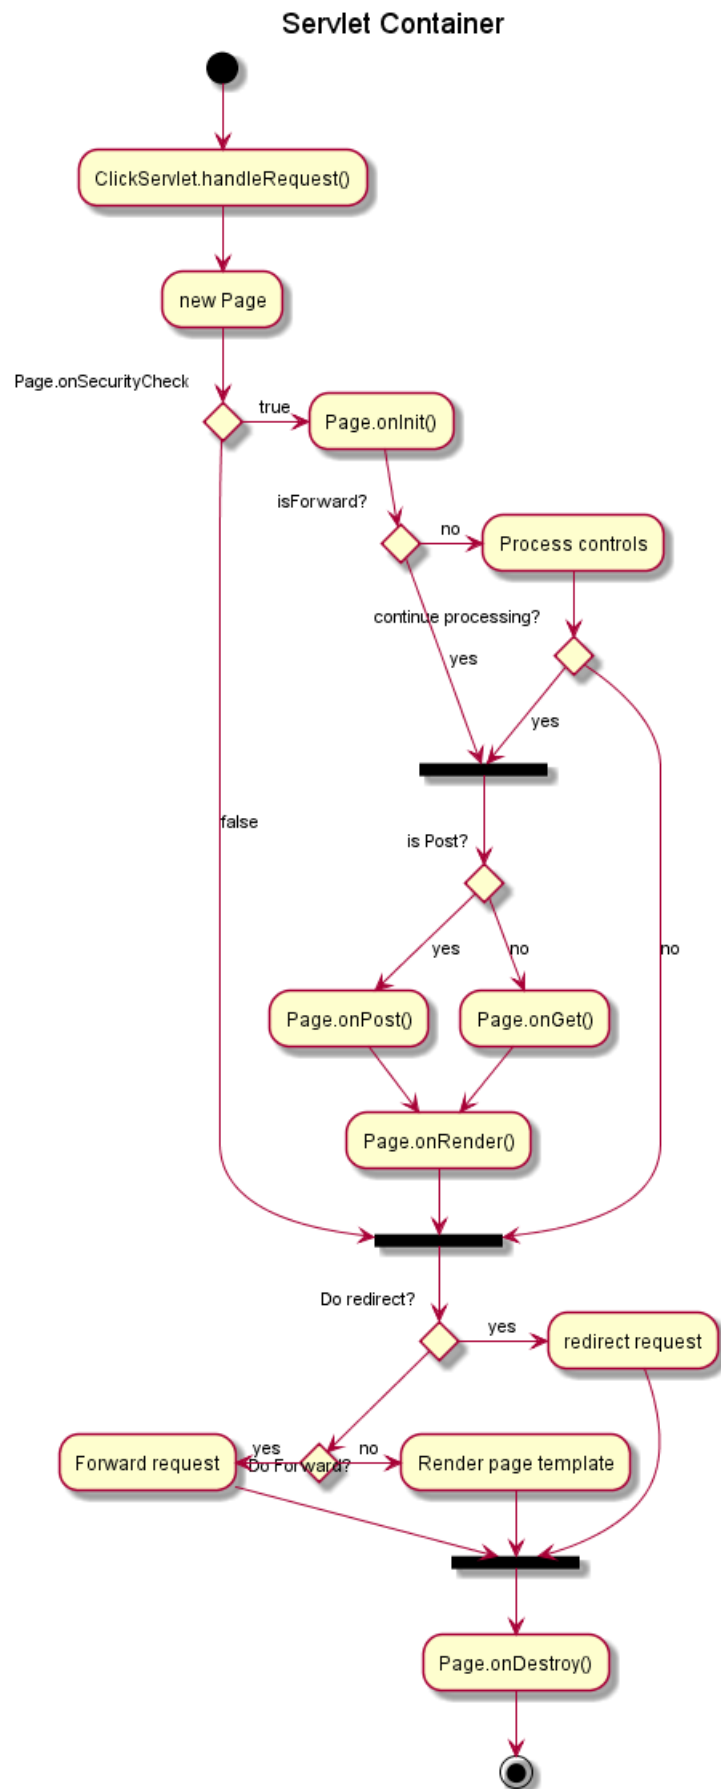 Servlet Container
ClickServlet.handleRequest()
new Page
Page.onSecurityCheck
true
Page.onInit()
isForward?
no
Process controls
continue processing?
yes
yes
false
is Post?
yes
no
no
Page.onPost()
Page.onGet()
Page.onRender()
Do redirect?
yes
redirect request
Forward request
yes
Do Forward?
no
Render page template
Page.onDestroy()